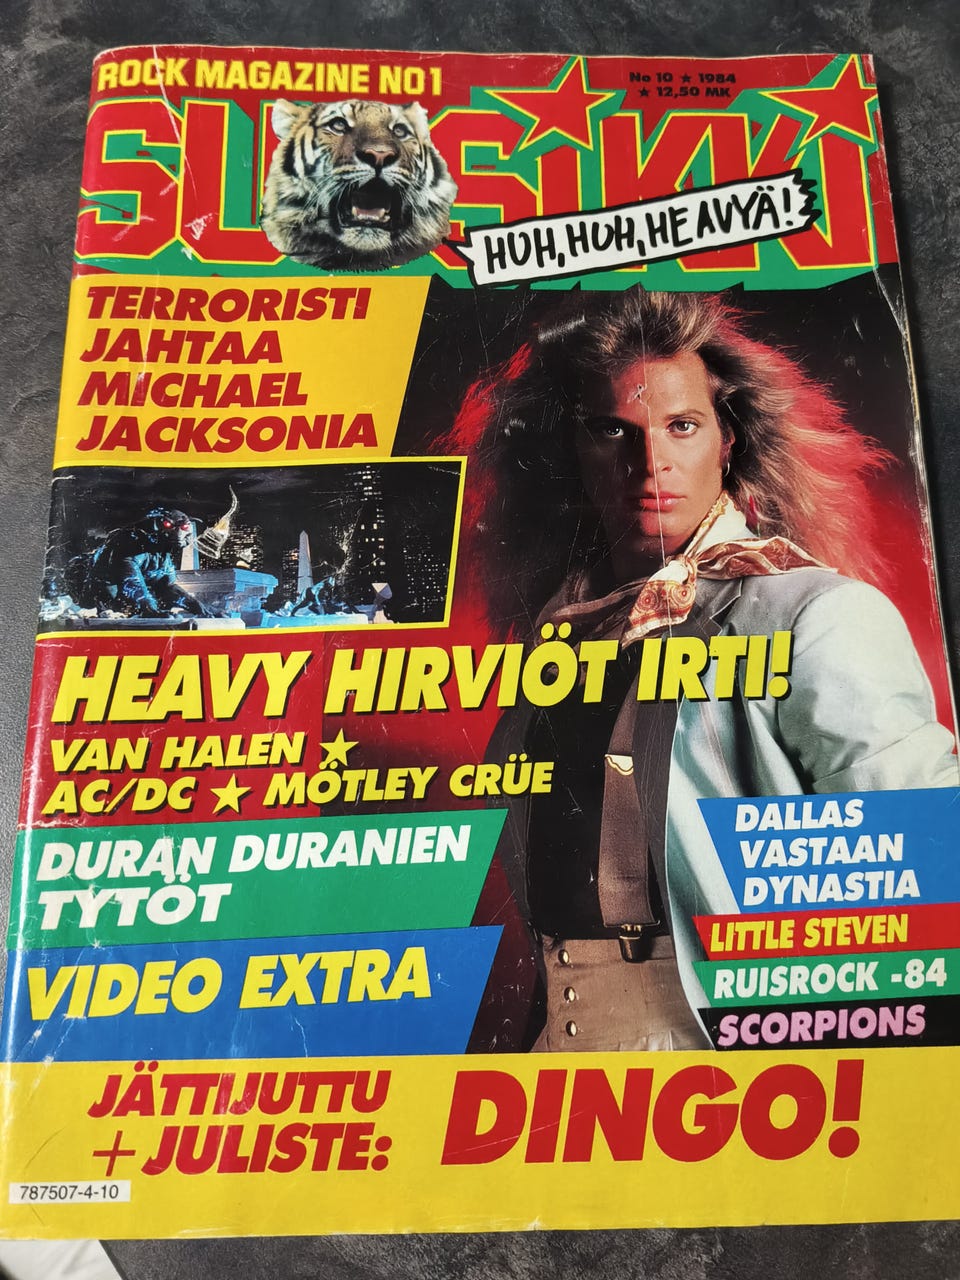 ROCK MAGAZINE NO 1
No 10 ★ 1984
★ 12,50 MK
SUOSIKKI
HUH, HUH, HEAVYÄ!
TERRORISTI
JAHTAA
MICHAEL
JACKSONIA
HEAVY HIRVIÖT IRTI!
VAN HALEN ★
AC/DC ★ MÖTLEY CRÜE
DURAN DURANIEN
TYTÖT
VIDEO EXTRA
DALLAS
VASTAAN
DYNASTIA
LITTLE STEVEN
RUISROCK -84
SCORPIONS
JÄTTIJUTTU
+ JULISTE:
DINGO!
787507-4-10